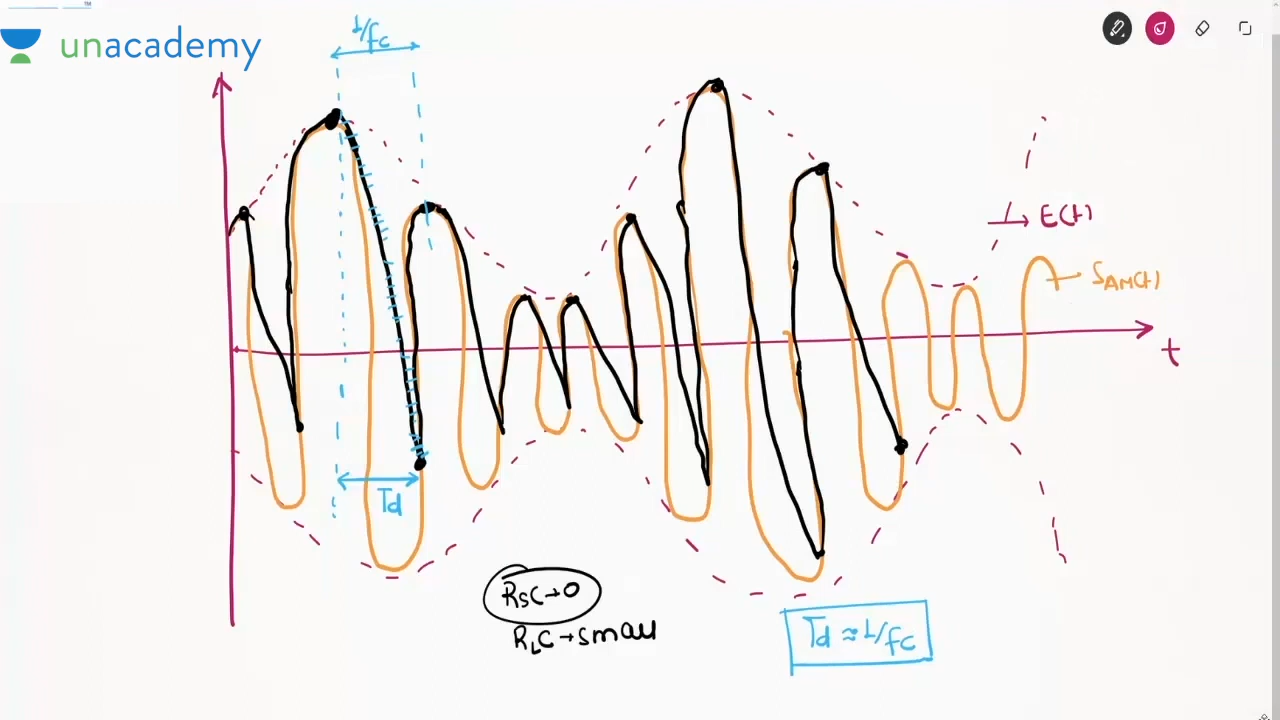 unacademy
1/fc
E(t)
SAM(t)
t
Td
RsC→0
RLC→small
Td ≈ 1/fc